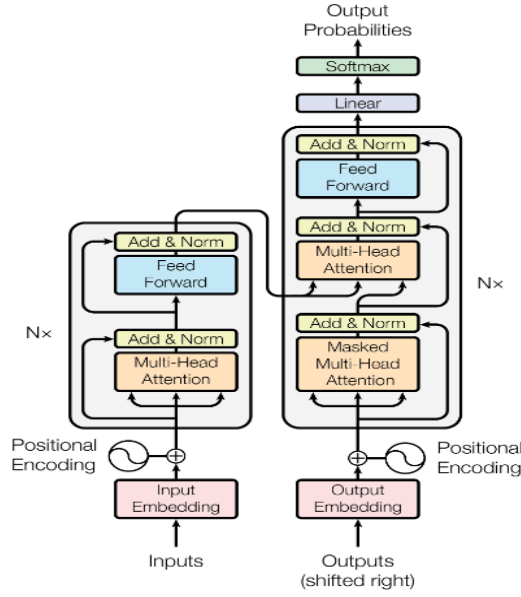 Output
Probabilities
Softmax
Linear
Add & Norm
Feed
Forward
Add & Norm
Multi-Head
Attention
Add & Norm
Masked
Multi-Head
Attention
Nx
Add & Norm
Feed
Forward
Add & Norm
Multi-Head
Attention
Nx
Positional
Encoding
Input
Embedding
Inputs
Positional
Encoding
Output
Embedding
Outputs
(shifted right)